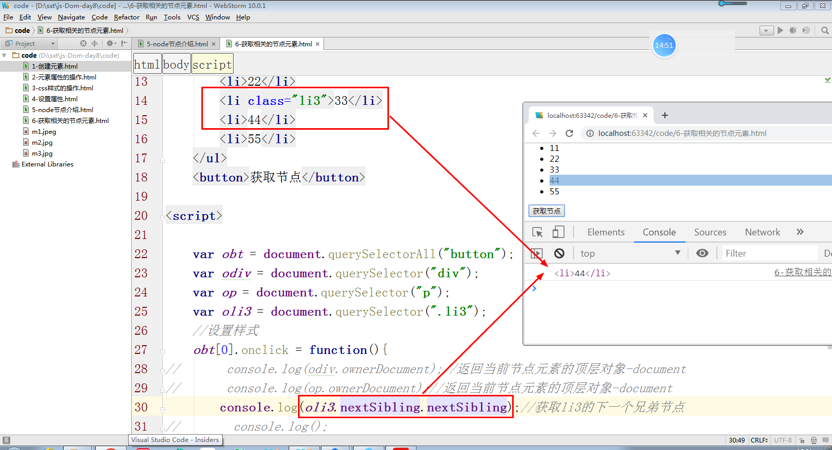 code - [D:\sxt\js-Dom-day8\code] - ...\6-获取相关的节点元素.html - WebStorm 10.0.1
File Edit View Navigate Code Refactor Run Tools VCS Window Help
code 6-获取相关的节点元素.html
Project
5-node节点介绍.html × 6-获取相关的节点元素.html ×
14:51
code (D:\sxt\js-Dom-day8\code)
1-创建元素.html
2-元素属性的操作.html
3-css样式的操作.html
4-设置属性.html
5-node节点介绍.html
6-获取相关的节点元素.html
m1.jpeg
m2.jpg
m3.jpg
External Libraries
html body script
13 <li>22</li>
14 <li class="li3">33</li>
15 <li>44</li>
16 <li>55</li>
17 </ul>
18 <button>获取节点</button>
19
20 <script>
21
22 var obt = document.querySelectorAll("button");
23 var odiv = document.querySelector("div");
24 var op = document.querySelector("p");
25 var oli3 = document.querySelector(".li3");
26 //设置样式
27 obt[0].onclick = function(){
28 // console.log(odiv.ownerDocument);//返回当前节点元素的顶层对象-document
29 // console.log(op.ownerDocument);//返回当前节点元素的顶层对象-document
30 console.log(oli3.nextSibling.nextSibling);//获取li3的下一个兄弟节点
31 // console.log();
localhost:63342/code/6-获取 ×
localhost:63342/code/6-获取相关的节点元素.html
11
22
33
44
55
获取节点
Elements Console Sources Network »
top Filter
<li>44</li> 6-获取相关的
Visual Studio Code - Insiders
30:49 CRLF÷ UTF-8